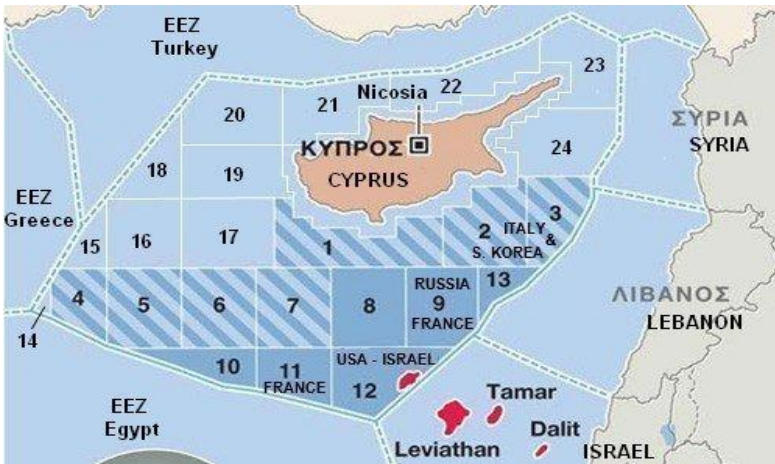 EEZ
Turkey
23
22
21
Nicosia
20
ΣΥΡΙΑ
SYRIA
ΚΥΠΡΟΣ
24
18
19
CYPRUS
EEZ
Greece
3
2
ITALY
&
S. KOREA
15
16
17
1
13
RUSSIA
9
FRANCE
ΛΙΒΑΝΟΣ
LEBANON
4
5
6
7
8
14
10
11
FRANCE
USA - ISRAEL
12
EEZ
Egypt
Tamar
Leviathan
Dalit
ISRAEL